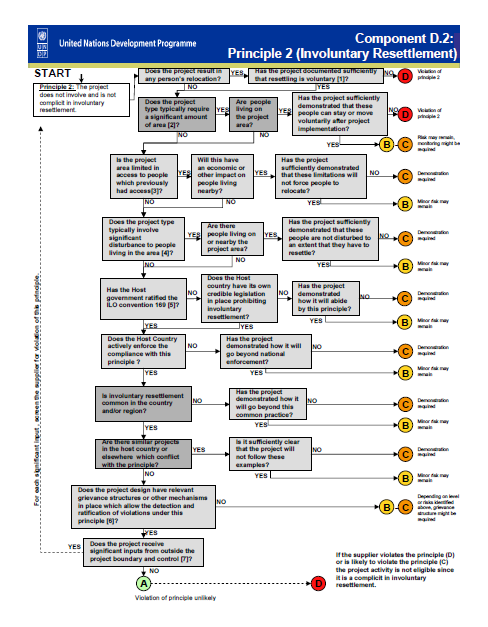 Component D.2:
United Nations Development Programme
Principle 2 (Involuntary Resettlement)
U N
D P
START
Principle 2: The project
does not involve and is not
complicit in involuntary
resettlement.
Does the project result in
any person's relocation?
YES
Has the project documented sufficiently
that resettling is voluntary [1]?
NO
D
Violation of
principle 2
NO
YES
Does the project
type typically require
a significant amount
of area [2]?
YES
Are people
living on
the project
area?
YES
Has the project sufficiently
demonstrated that these
people can stay or move
voluntarily after project
implementation?
NO
D
Violation of
principle 2
NO
NO
YES
B
C
Risk may remain,
monitoring might be
required
Is the project
area limited in
access to people
which previously
had access[3]?
YES
Will this have
an economic or
other impact on
people living
nearby?
YES
Has the project
sufficiently
demonstrated that
these limitations will
not force people to
relocate?
NO
C
Demonstration
required
NO
NO
YES
B
Minor risk may
remain
Does the project type
typically involve
significant
disturbance to people
living in the area [4]?
YES
Are there
people living on
or nearby the
project area?
YES
Has the project sufficiently
demonstrated that these
people are not disturbed to
an extent that they have to
resettle?
NO
C
Demonstration
required
NO
NO
YES
B
Minor risk may
remain
Has the Host
government ratified the
ILO convention 169 [5]?
NO
Does the Host
country have its own
credible legislation
in place prohibiting
involuntary
resettlement?
YES
Has the project
demonstrated
how it will abide
by this principle?
NO
C
Demonstration
required
YES
NO
YES
B
Minor risk may
remain
Does the Host Country
actively enforce the
compliance with this
principle ?
NO
Has the project
demonstrated how it will
go beyond national
enforcement?
NO
C
Demonstration
required
YES
YES
B
Minor risk may
remain
Is involuntary resettlement
common in the country
and/or region?
NO
Has the project
demonstrated how it
will go beyond this
common practice?
NO
C
Demonstration
required
YES
YES
B
Minor risk may
remain
Are there similar projects
in the host country or
elsewhere which conflict
with the principle?
YES
Is it sufficiently clear
that the project will
not follow these
examples?
NO
C
Demonstration
required
NO
YES
B
Minor risk may
remain
Does the project design have relevant
grievance structures or other mechanisms
in place which allow the detection and
ratification of violations under this
principle [6]?
NO
B
C
Depending on level
or risks identified
above, grievance
structure might be
required
YES
Does the project receive
significant inputs from outside the
project boundary and control [7]?
YES
For each significant input, screen the supplier for violation of this principle.
NO
A
D
Violation of principle unlikely
If the supplier violates the principle (D)
or is likely to violate the principle (C)
the project activity is not eligible since
it is a complicit in involuntary
resettlement.